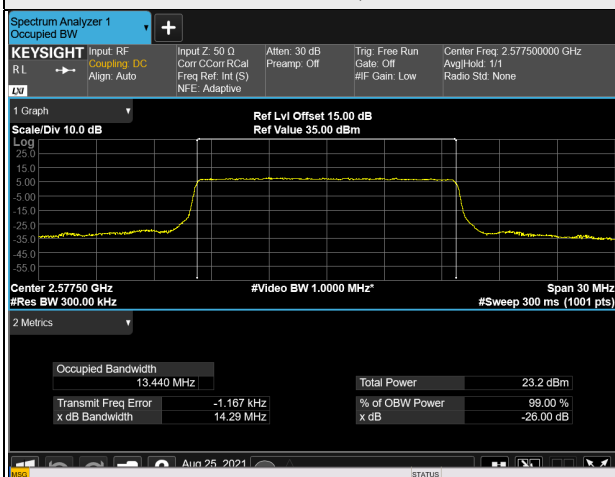 Spectrum Analyzer 1
Occupied BW
KEYSIGHT
R L
LXI
Input: RF
Coupling: DC
Align: Auto
Input Z: 50 Ω
Corr CCorr RCal
Freq Ref: Int (S)
NFE: Adaptive
Atten: 30 dB
Preamp: Off
Trig: Free Run
Gate: Off
#IF Gain: Low
Center Freq: 2.577500000 GHz
Avg|Hold: 1/1
Radio Std: None
1 Graph
Scale/Div 10.0 dB
Ref Lvl Offset 15.00 dB
Ref Value 35.00 dBm
Log
25.0
15.0
5.00
-5.00
-15.0
-25.0
-35.0
-45.0
-55.0
Center 2.57750 GHz
#Res BW 300.00 kHz
#Video BW 1.0000 MHz*
Span 30 MHz
#Sweep 300 ms (1001 pts)
2 Metrics
Occupied Bandwidth
13.440 MHz
Transmit Freq Error -1.167 kHz
x dB Bandwidth 14.29 MHz
Total Power 23.2 dBm
% of OBW Power 99.00 %
x dB -26.00 dB
Aug 25, 2021
MSG
STATUS